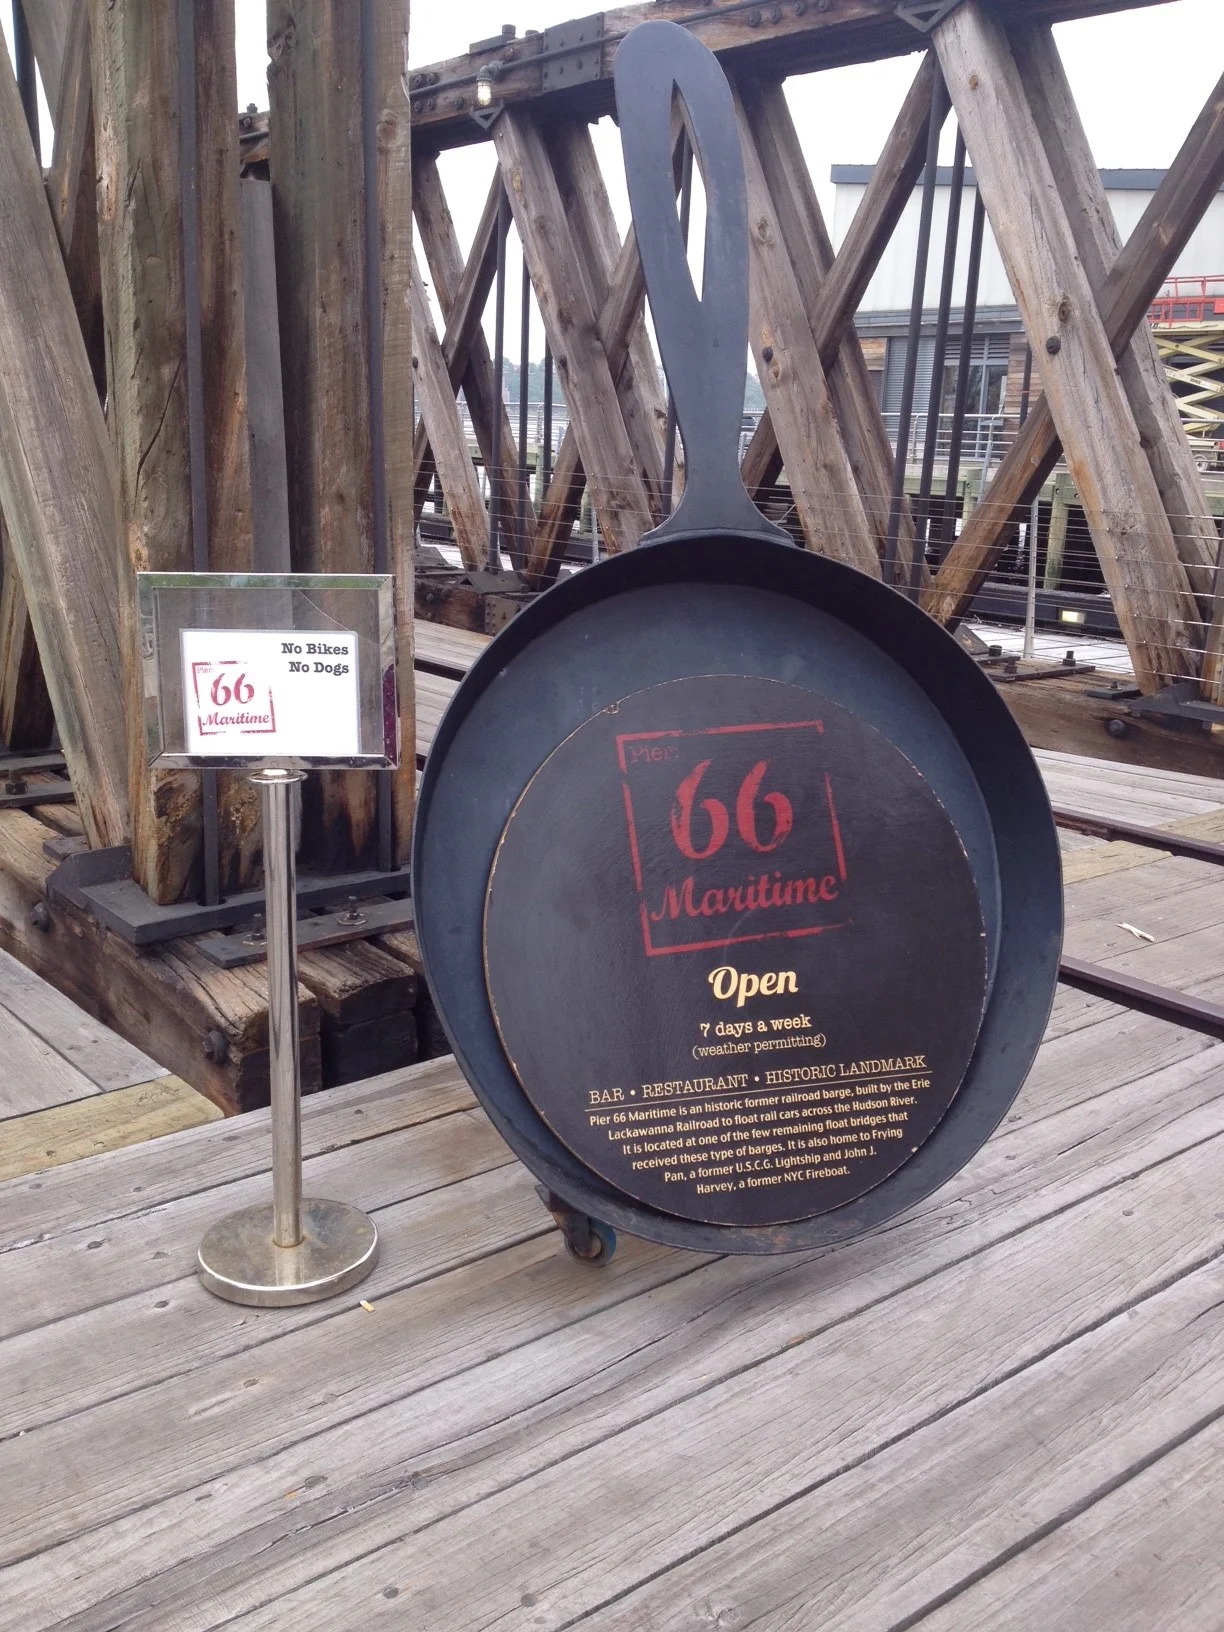 No Bikes
No Dogs
Pier:
66
Maritime
Pier:
66
Maritime
Open
7 days a week
(weather permitting)
BAR • RESTAURANT • HISTORIC LANDMARK
Pier 66 Maritime is an historic former railroad barge, built by the Erie
Lackawanna Railroad to float rail cars across the Hudson River.
It is located at one of the few remaining float bridges that
received these type of barges. It is also home to Frying
Pan, a former U.S.C.G. Lightship and John J.
Harvey, a former NYC Fireboat.